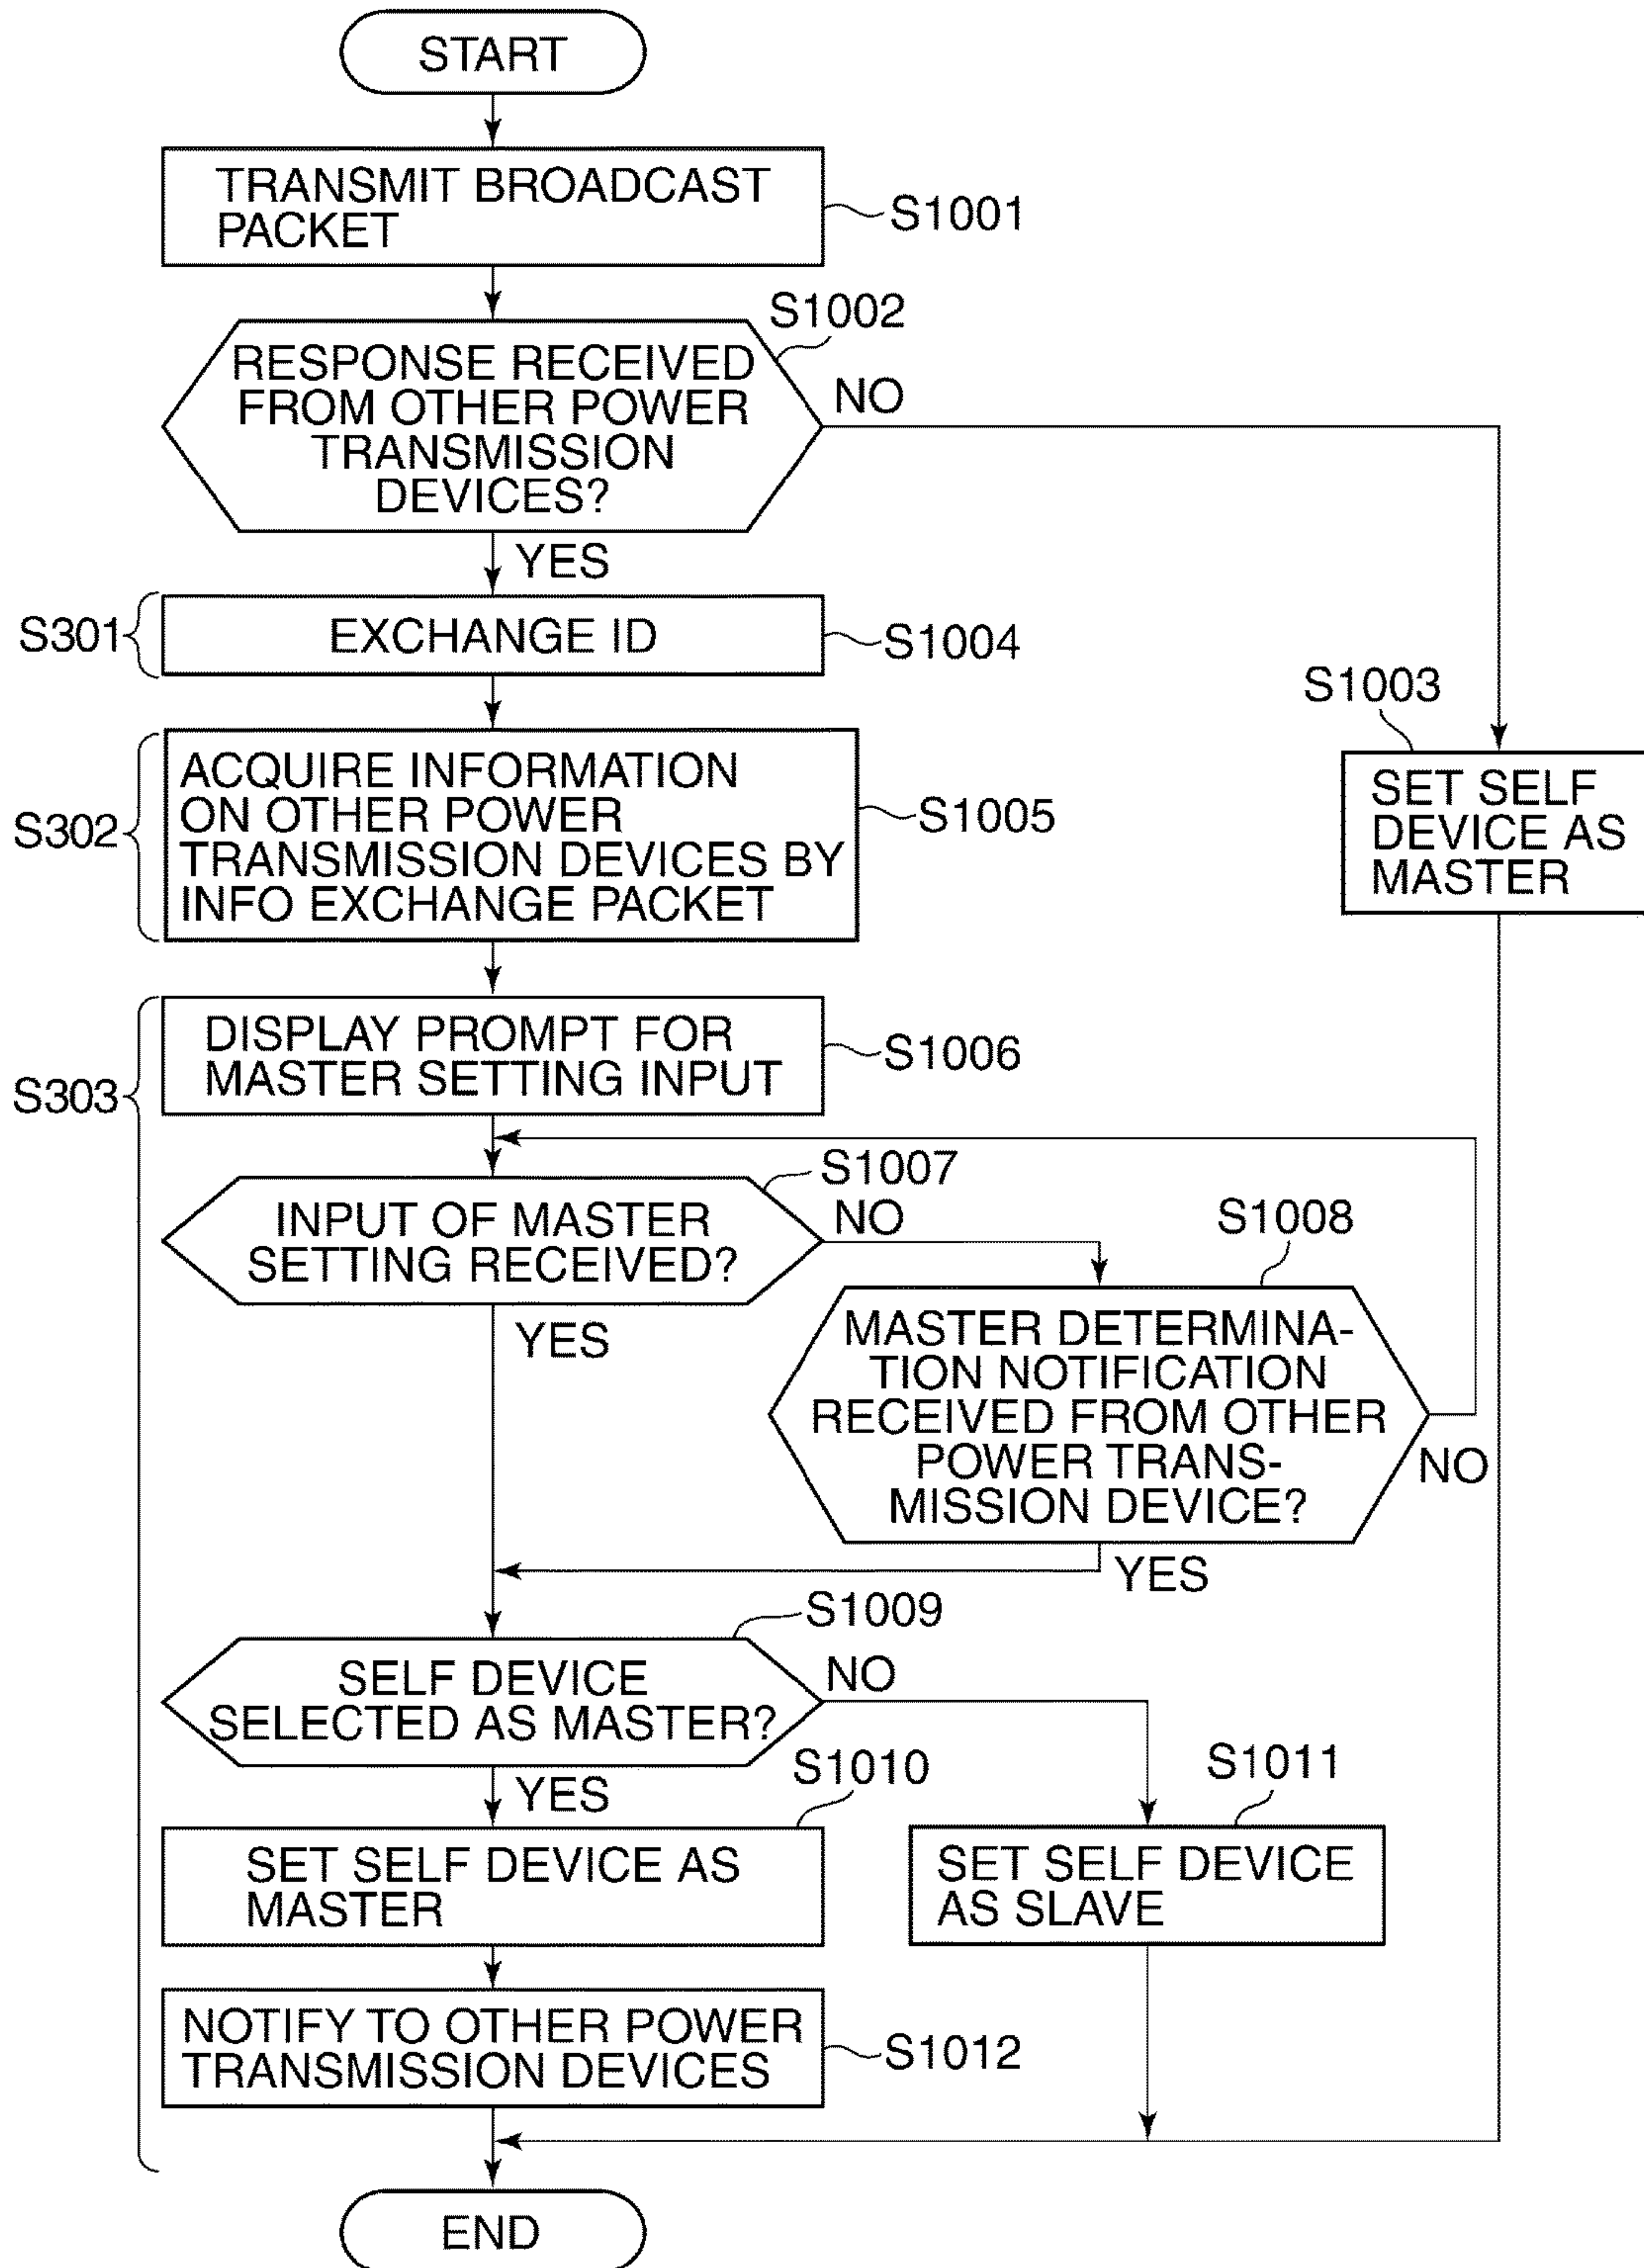 START
TRANSMIT BROADCAST
PACKET
S1001
S1002
RESPONSE RECEIVED
FROM OTHER POWER
TRANSMISSION
DEVICES?
NO
YES
S301
EXCHANGE ID
S1004
S1003
SET SELF
DEVICE AS
MASTER
S302
ACQUIRE INFORMATION
ON OTHER POWER
TRANSMISSION DEVICES BY
INFO EXCHANGE PACKET
S1005
S303
DISPLAY PROMPT FOR
MASTER SETTING INPUT
S1006
S1007
INPUT OF MASTER
SETTING RECEIVED?
NO
YES
S1008
MASTER DETERMINA-
TION NOTIFICATION
RECEIVED FROM OTHER
POWER TRANS-
MISSION DEVICE?
NO
YES
S1009
SELF DEVICE
SELECTED AS MASTER?
NO
YES
S1010
SET SELF DEVICE AS
MASTER
S1011
SET SELF DEVICE
AS SLAVE
NOTIFY TO OTHER POWER
TRANSMISSION DEVICES
S1012
END